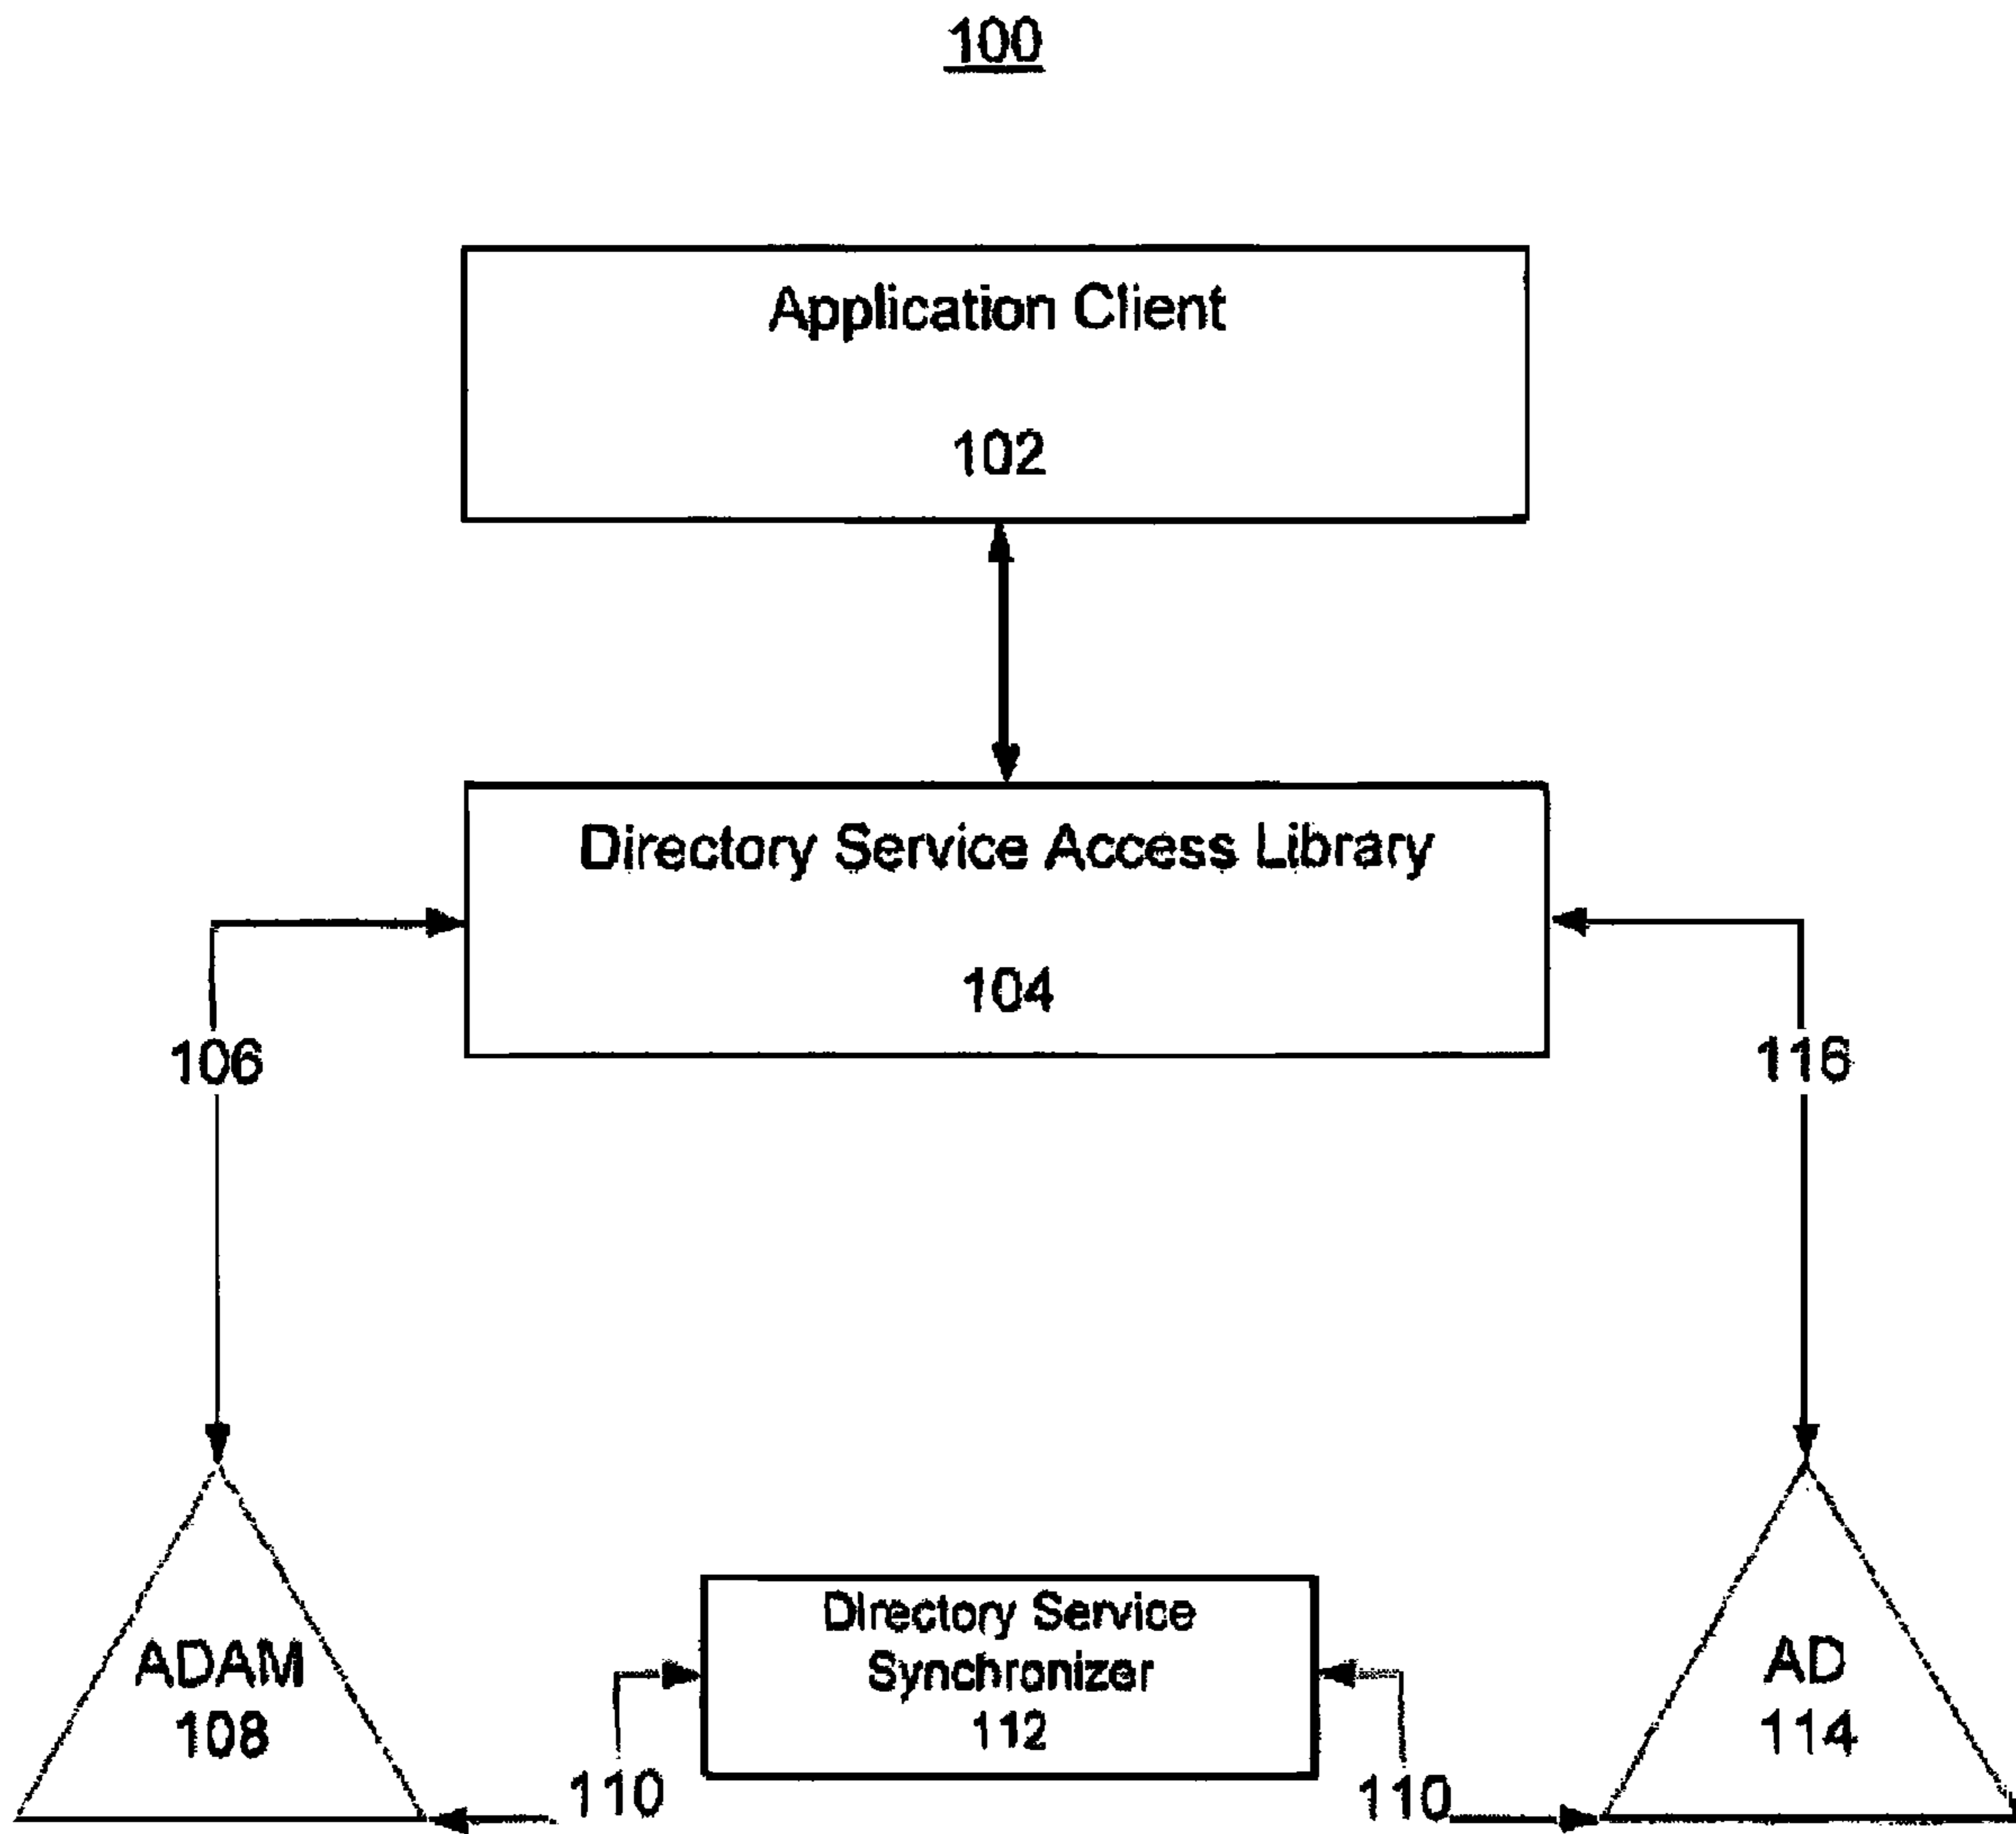 100
Application Client
102
Directory Service Access Library
104
106
116
Directory Service
Synchronizer
112
ADAM
108
AD
114
110
110